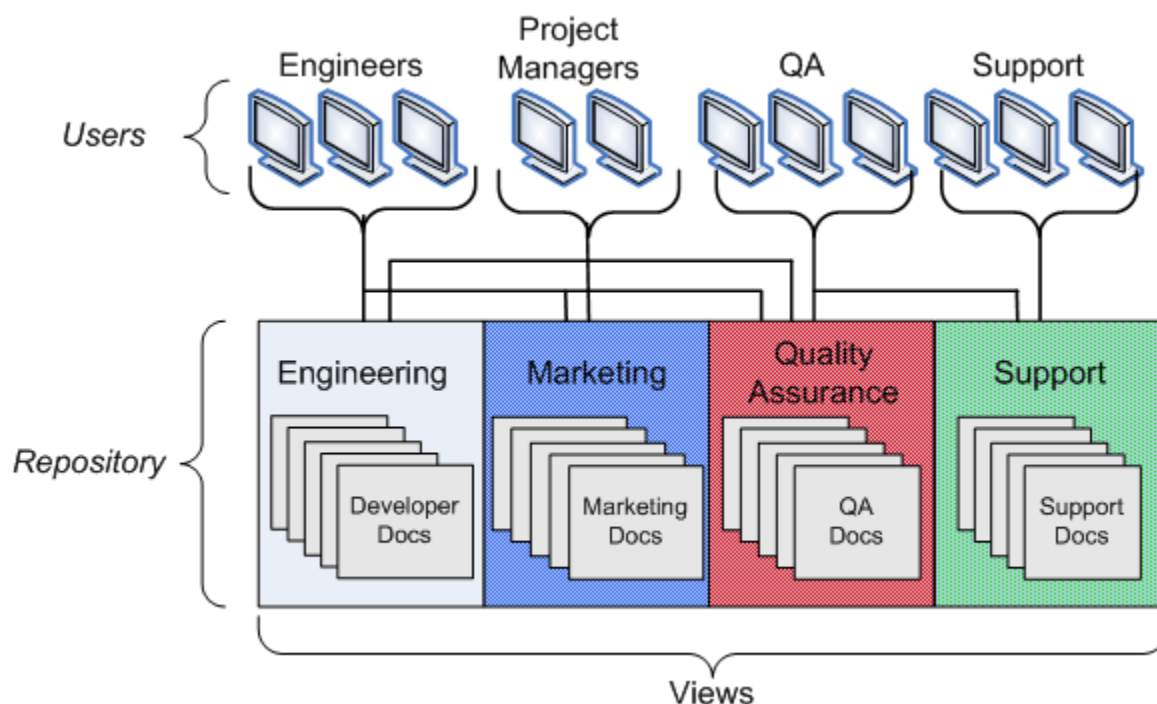 Project
Engineers Managers QA Support
Users
Engineering Marketing Quality
Assurance Support
Repository
Developer
Docs
Marketing
Docs
QA
Docs
Support
Docs
Views